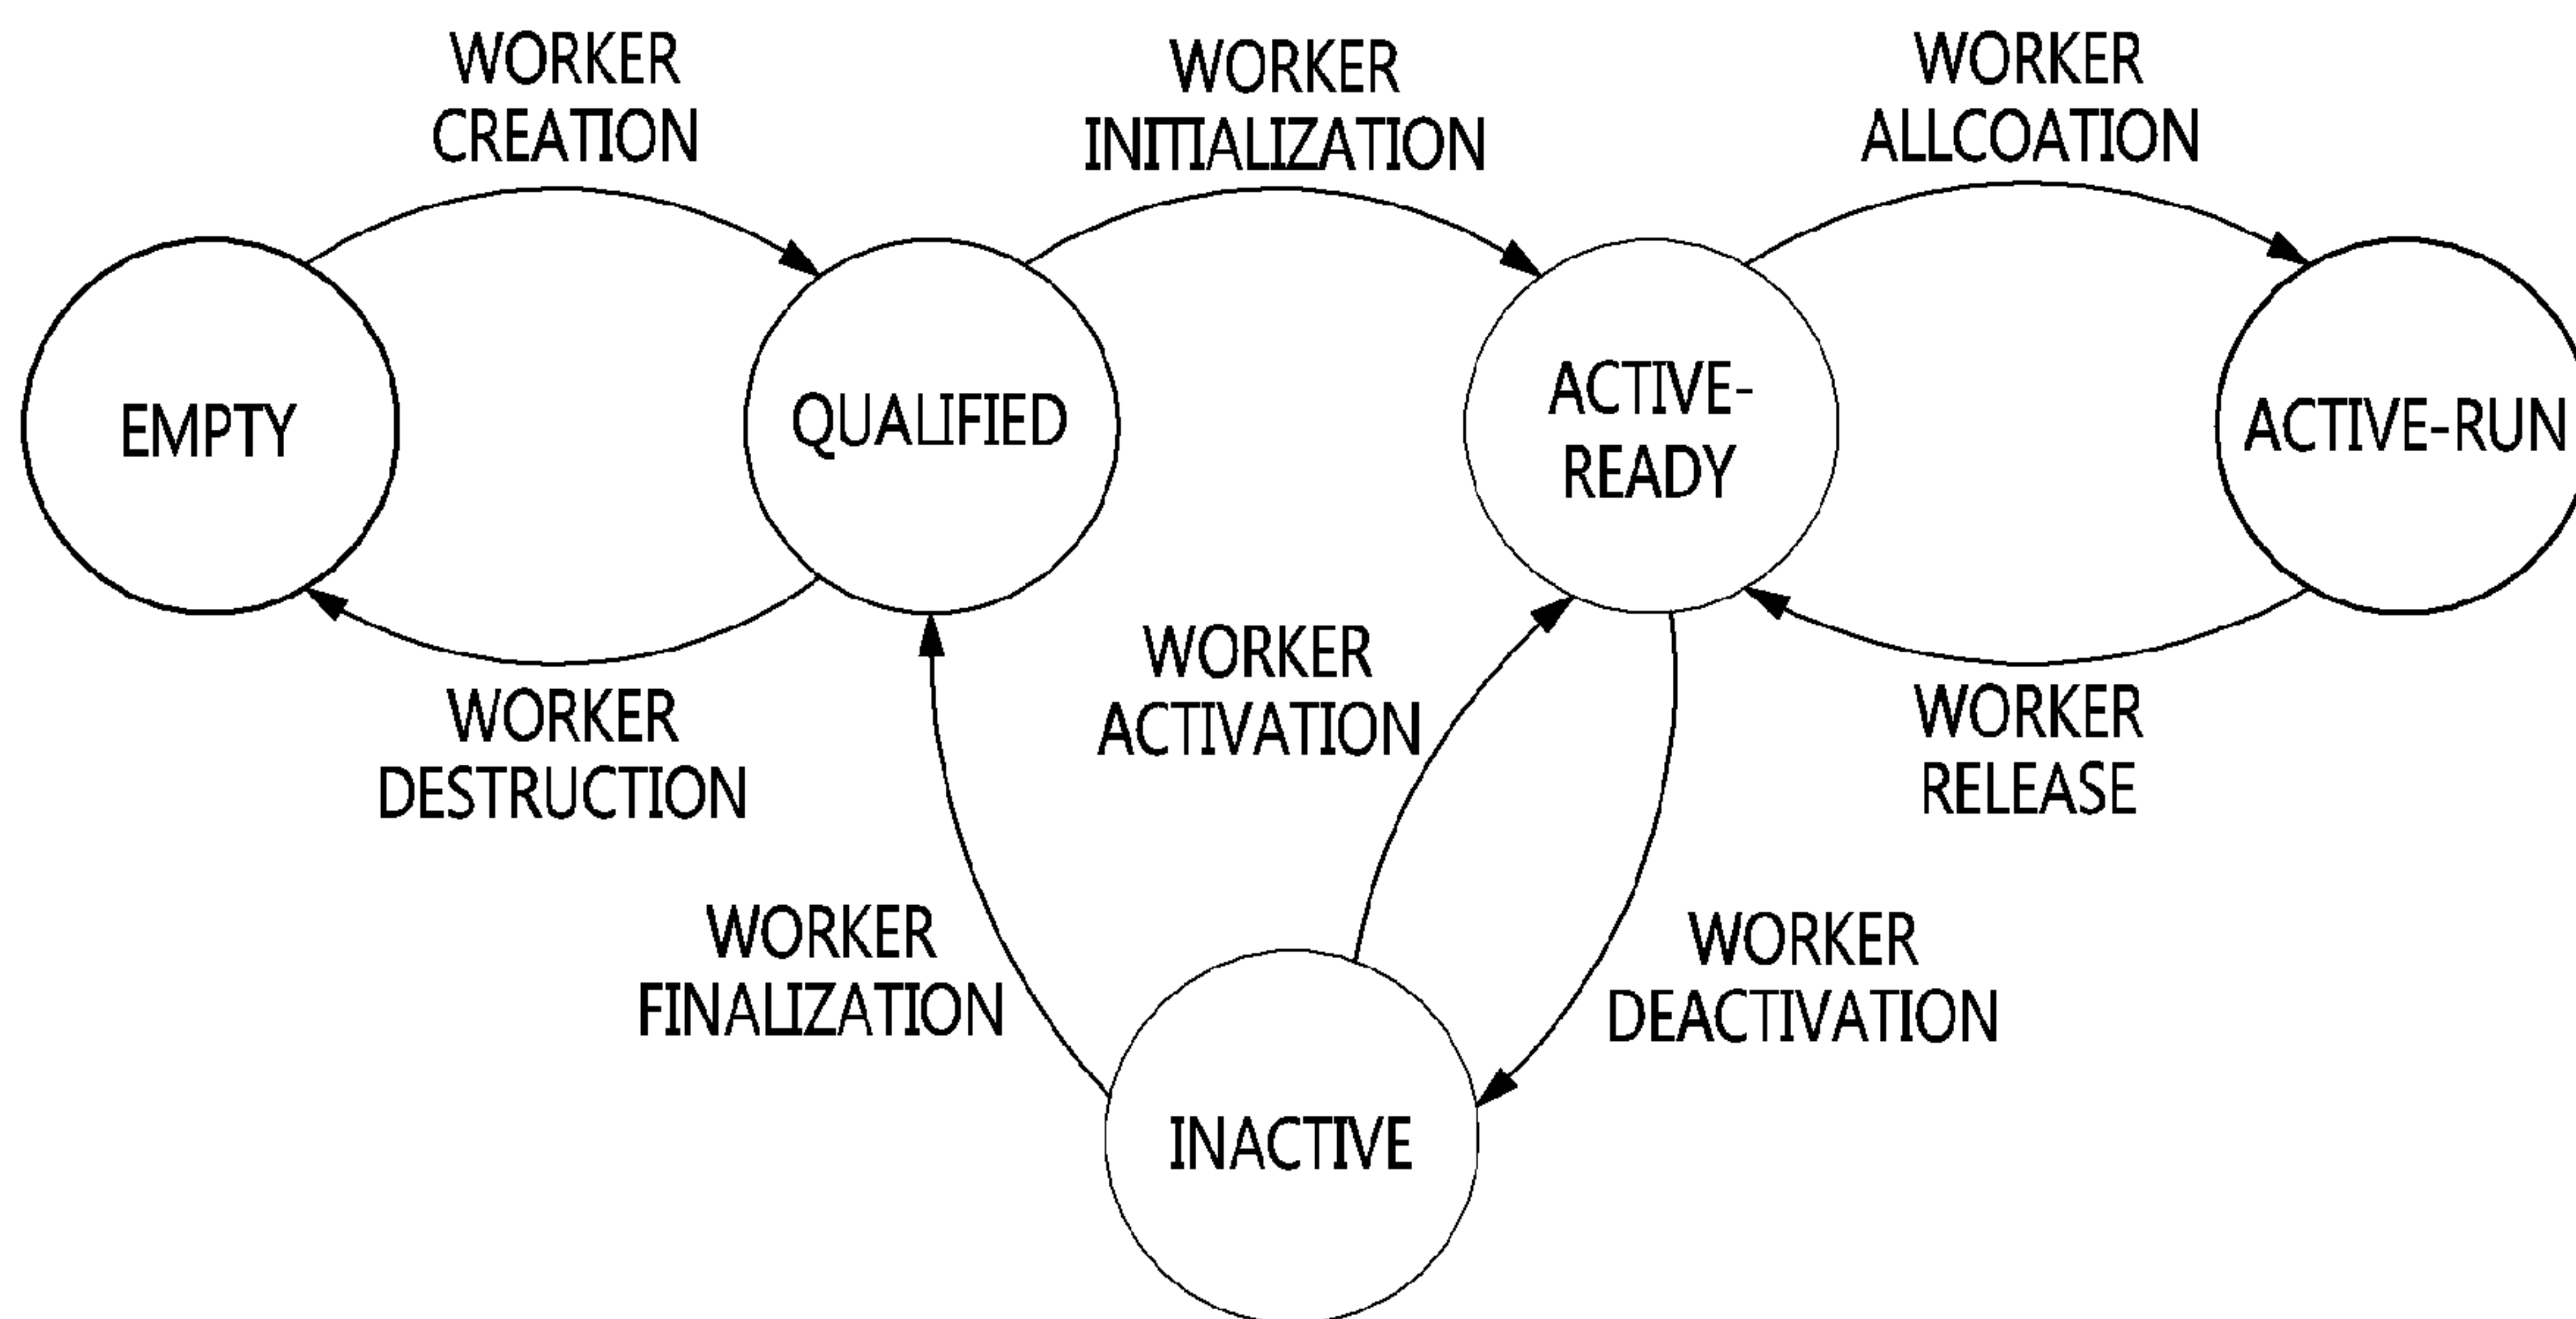 WORKER
CREATION
WORKER
INITIALIZATION
WORKER
ALLCOATION
EMPTY
QUALIFIED
ACTIVE-
READY
ACTIVE-RUN
WORKER
DESTRUCTION
WORKER
ACTIVATION
WORKER
RELEASE
WORKER
FINALIZATION
WORKER
DEACTIVATION
INACTIVE